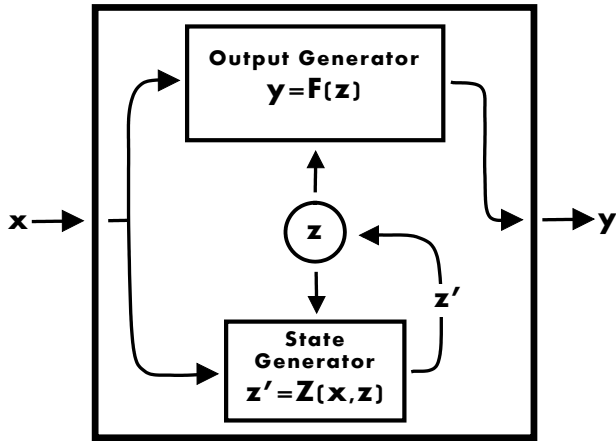 Output Generator
y=F(z)
x
z
y
z'
State
Generator
z'=Z(x,z)